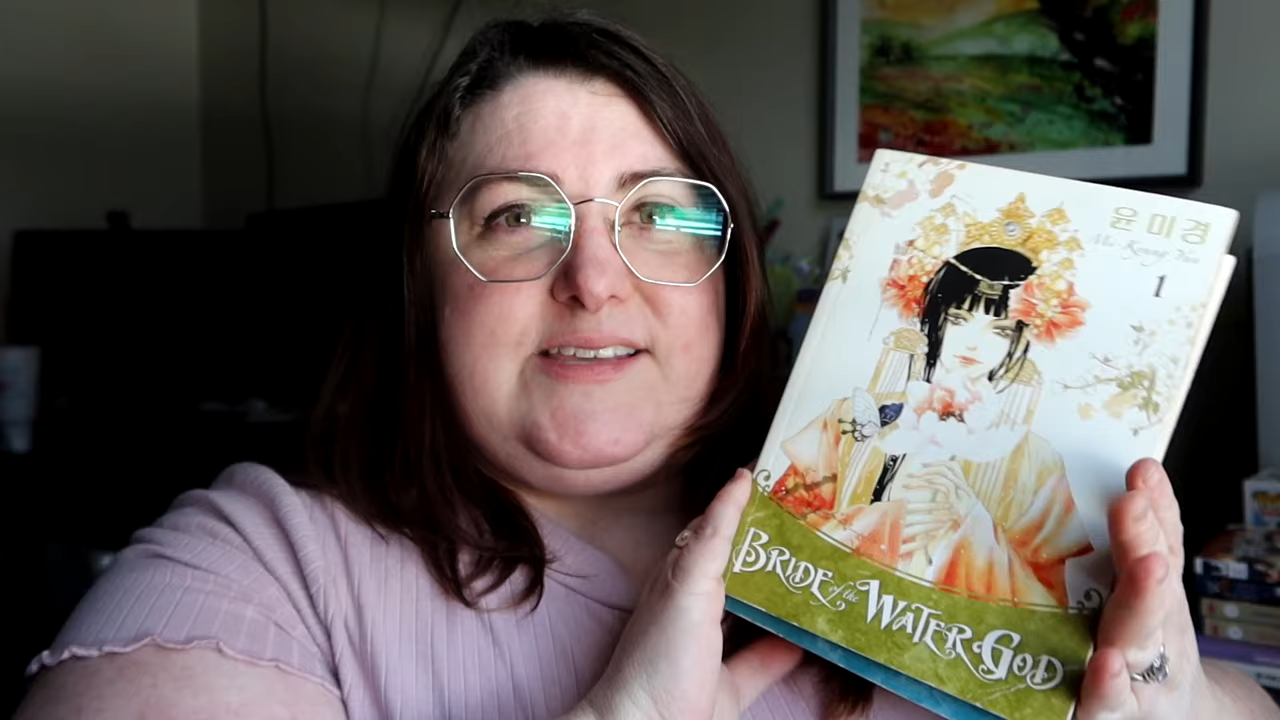 윤미경
Mi-Kyung Yun
1
BRIDE of the WATER GOD